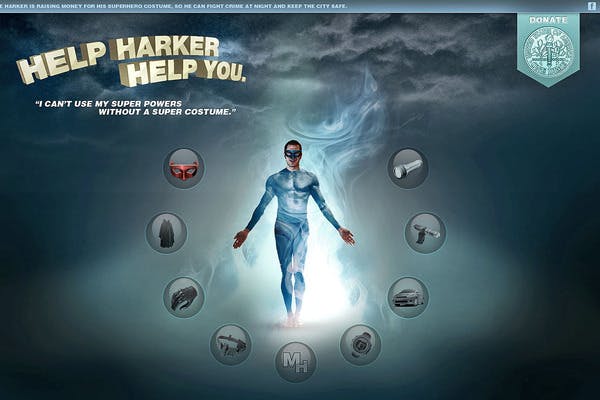 E HARKER IS RAISING MONEY FOR HIS SUPERHERO COSTUME, SO HE CAN FIGHT CRIME AT NIGHT AND KEEP THE CITY SAFE.
f
DONATE
HELP HARKER
HELP YOU.
“I CAN’T USE MY SUPER POWERS
WITHOUT A SUPER COSTUME.”
MH